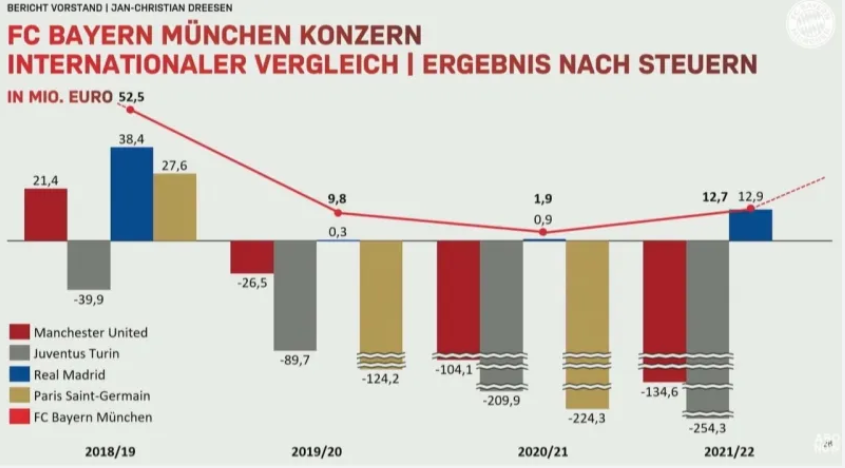 BERICHT VORSTAND | JAN-CHRISTIAN DREESEN
FC BAYERN MÜNCHEN KONZERN
INTERNATIONALER VERGLEICH | ERGEBNIS NACH STEUERN
IN MIO. EURO
52,5
38,4
27,6
21,4
-39,9
9,8
0,3
-26,5
-89,7
-124,2
1,9
0,9
-104,1
-209,9
-224,3
12,7 12,9
-134,6
-254,3
Manchester United
Juventus Turin
Real Madrid
Paris Saint-Germain
FC Bayern München
2018/19 2019/20 2020/21 2021/22